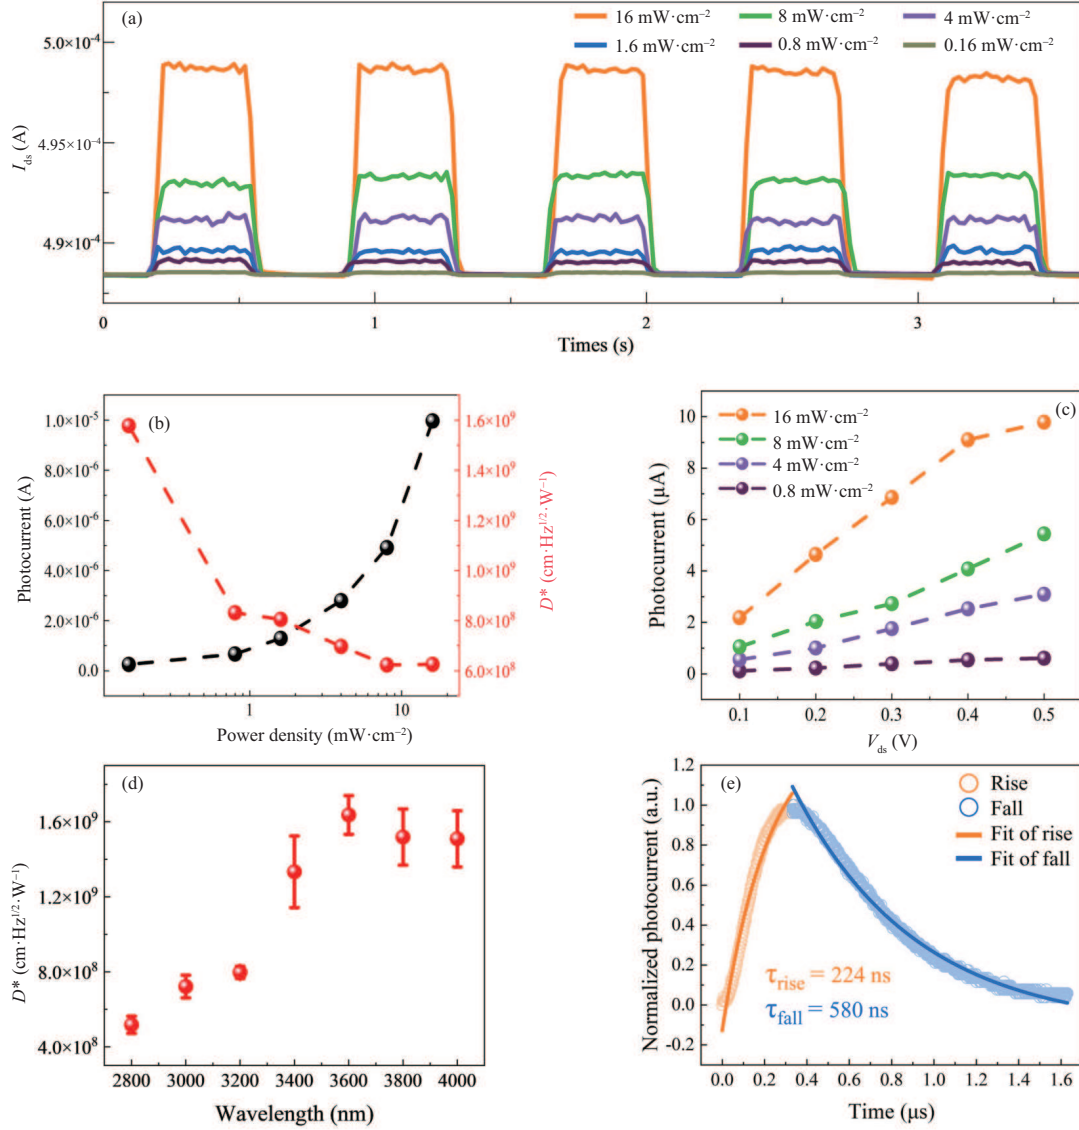 (a)
16 mW·cm⁻² 8 mW·cm⁻² 4 mW·cm⁻²
1.6 mW·cm⁻² 0.8 mW·cm⁻² 0.16 mW·cm⁻²
5.0×10⁻⁴
4.95×10⁻⁴
4.9×10⁻⁴
I_ds (A)
0 1 2 3
Times (s)
(b)
1.0×10⁻⁵
8.0×10⁻⁶
6.0×10⁻⁶
4.0×10⁻⁶
2.0×10⁻⁶
0.0
Photocurrent (A)
1.6×10⁹
1.4×10⁹
1.2×10⁹
1.0×10⁹
8.0×10⁸
6.0×10⁸
D* (cm·Hz^1/2·W⁻¹)
1 10
Power density (mW·cm⁻²)
(c)
16 mW·cm⁻²
8 mW·cm⁻²
4 mW·cm⁻²
0.8 mW·cm⁻²
10
8
6
4
2
0
Photocurrent (μA)
0.1 0.2 0.3 0.4 0.5
V_ds (V)
(d)
1.6×10⁹
1.2×10⁹
8.0×10⁸
4.0×10⁸
D* (cm·Hz^1/2·W⁻¹)
2800 3000 3200 3400 3600 3800 4000
Wavelength (nm)
(e)
Rise
Fall
Fit of rise
Fit of fall
1.2
1.0
0.8
0.6
0.4
0.2
0.0
-0.2
Normalized photocurrent (a.u.)
τ_rise = 224 ns
τ_fall = 580 ns
0.0 0.2 0.4 0.6 0.8 1.0 1.2 1.4 1.6
Time (μs)